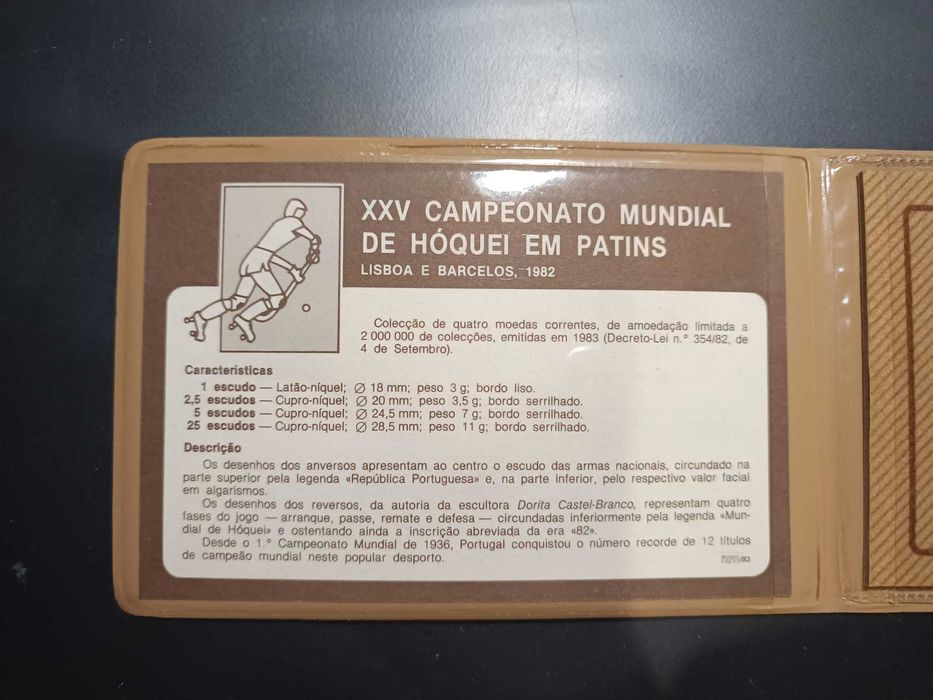 XXV CAMPEONATO MUNDIAL
DE HÓQUEI EM PATINS
LISBOA E BARCELOS, 1982
Colecção de quatro moedas correntes, de amoedação limitada a
2 000 000 de colecções, emitidas em 1983 (Decreto-Lei n.º 354/82, de
4 de Setembro).
Características
1 escudo — Latão-níquel; ∅ 18 mm; peso 3 g; bordo liso.
2,5 escudos — Cupro-níquel; ∅ 20 mm; peso 3,5 g; bordo serrilhado.
5 escudos — Cupro-níquel; ∅ 24,5 mm; peso 7 g; bordo serrilhado.
25 escudos — Cupro-níquel; ∅ 28,5 mm; peso 11 g; bordo serrilhado.
Descrição
Os desenhos dos anversos apresentam ao centro o escudo das armas nacionais, circundado na
parte superior pela legenda «República Portuguesa» e, na parte inferior, pelo respectivo valor facial
em algarismos.
Os desenhos dos reversos, da autoria da escultora Dorita Castel-Branco, representam quatro
fases do jogo — arranque, passe, remate e defesa — circundadas inferiormente pela legenda «Mun-
dial de Hóquei» e ostentando ainda a inscrição abreviada da era «82».
Desde o 1.º Campeonato Mundial de 1936, Portugal conquistou o número recorde de 12 títulos
de campeão mundial neste popular desporto.
/83